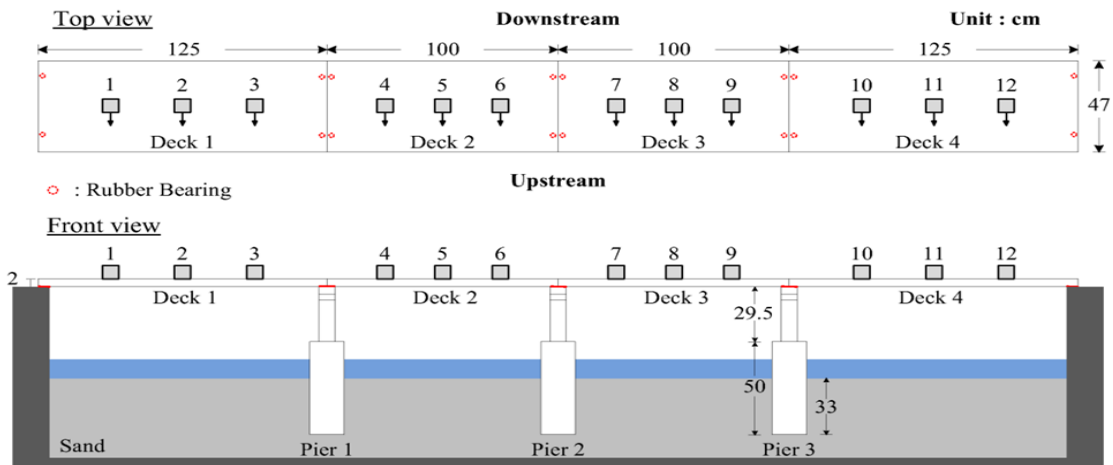 Top view
Downstream
Unit : cm
125 100 100 125
1 2 3 4 5 6 7 8 9 10 11 12
47
Deck 1 Deck 2 Deck 3 Deck 4
: Rubber Bearing
Upstream
Front view
1 2 3 4 5 6 7 8 9 10 11 12
2
Deck 1 Deck 2 Deck 3 Deck 4
29.5
50
33
Sand
Pier 1 Pier 2 Pier 3